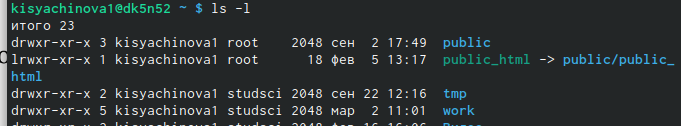 kisyachinova1@dk5n52 ~ $ ls -l
итого 23
drwxr-xr-x 3 kisyachinova1 root    2048 сен  2 17:49  public
lrwxr-xr-x 1 kisyachinova1 root      18 фев  5 13:17  public_html -> public/public_
html
drwxr-xr-x 2 kisyachinova1 studsci 2048 сен 22 12:16  tmp
drwxr-xr-x 5 kisyachinova1 studsci 2048 мар  2 11:01  work